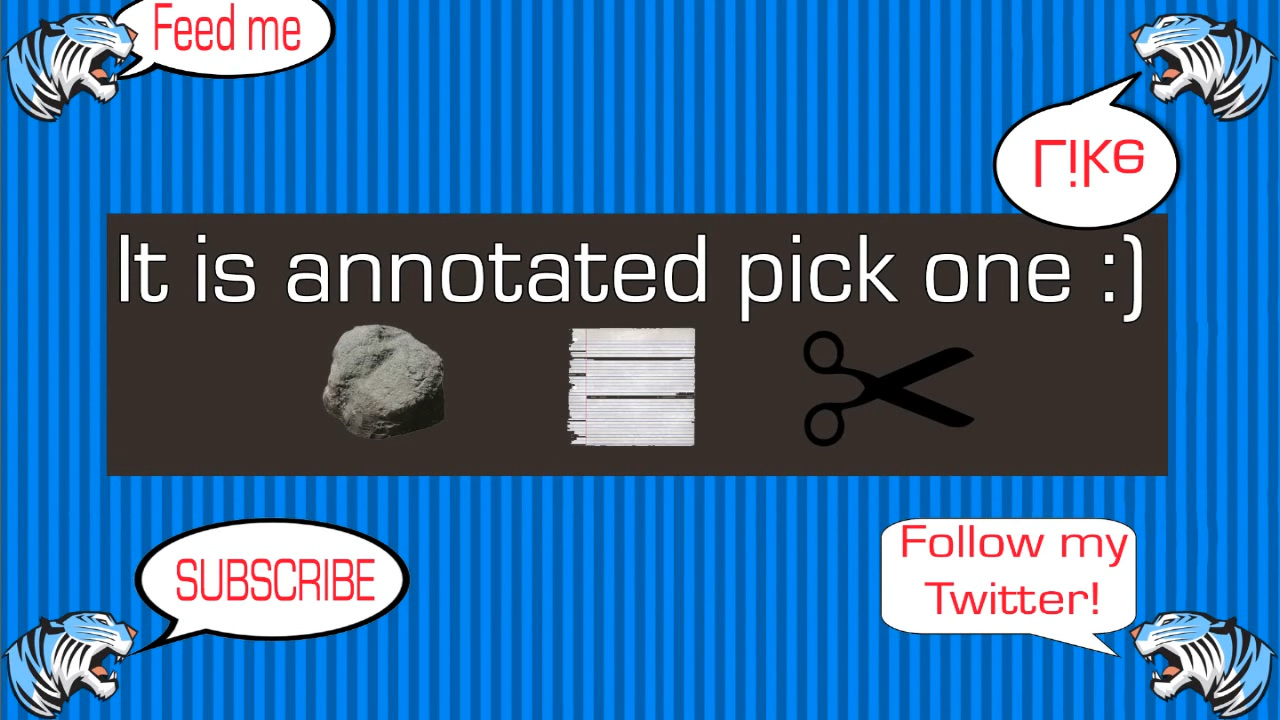 Feed me
Like
It is annotated pick one :)
SUBSCRIBE
Follow my
Twitter!